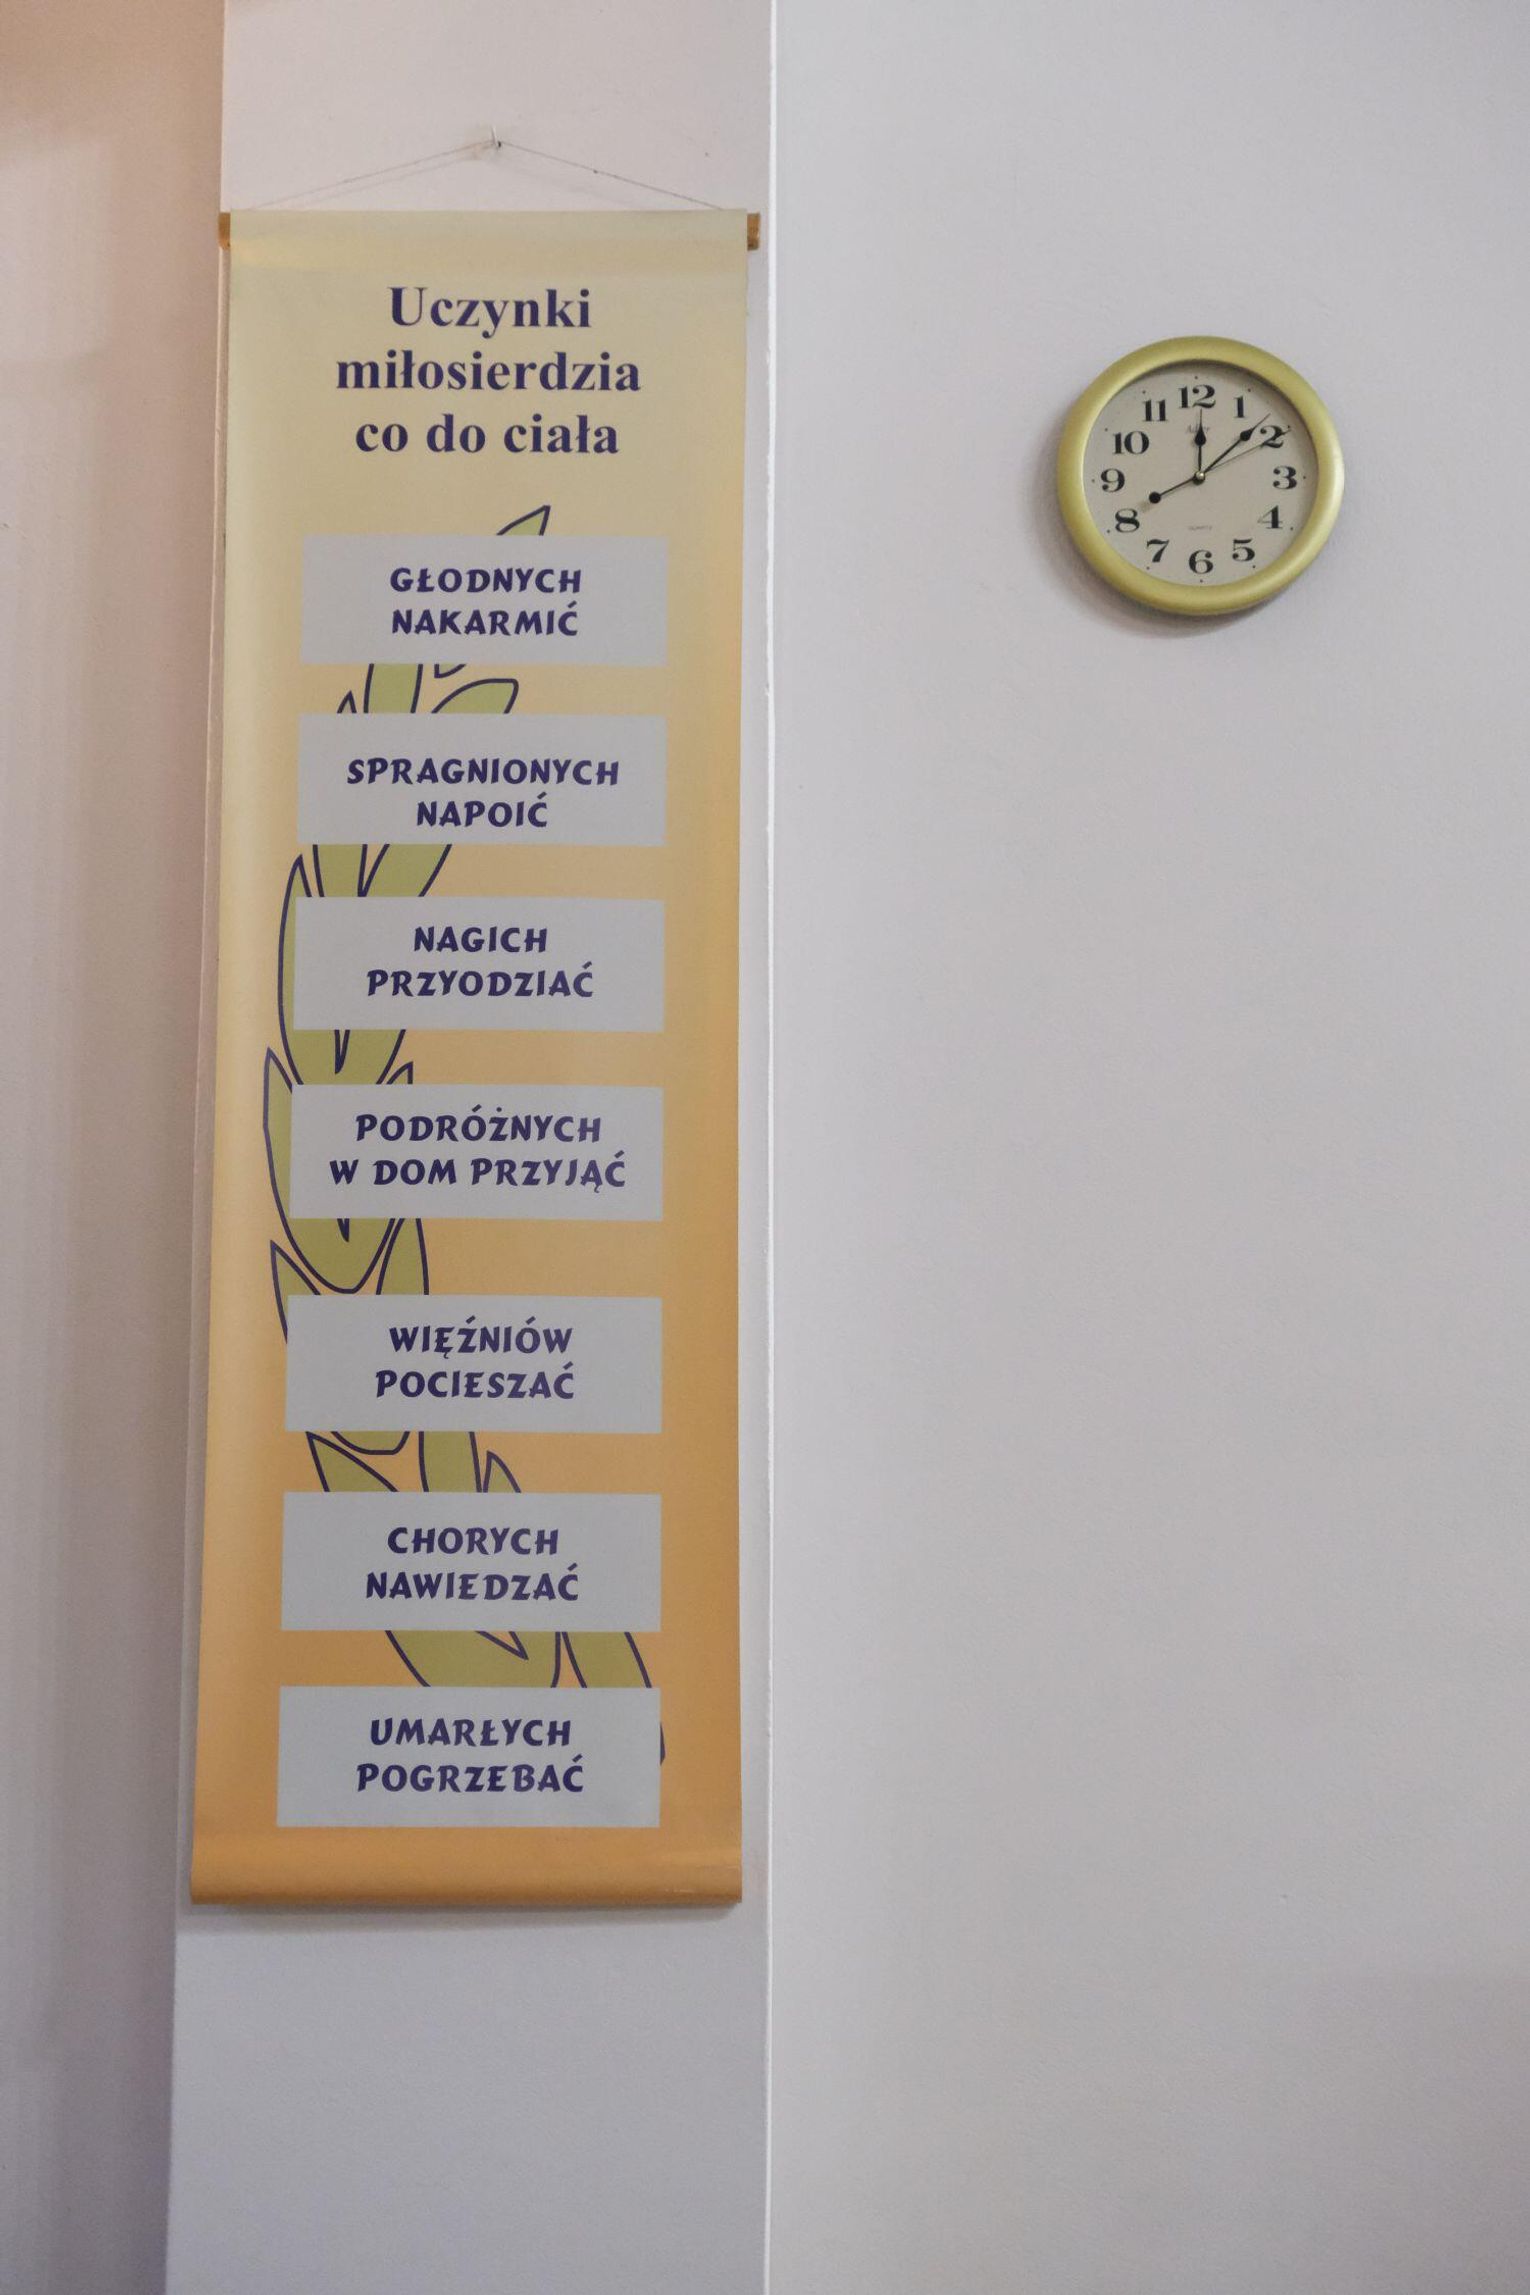 Uczynki
miłosierdzia
co do ciała
GŁODNYCH
NAKARMIĆ
SPRAGNIONYCH
NAPOIĆ
NAGICH
PRZYODZIAĆ
PODRÓŻNYCH
W DOM PRZYJĄĆ
WIĘŹNIÓW
POCIESZAĆ
CHORYCH
NAWIEDZAĆ
UMARŁYCH
POGRZEBAĆ
12
1
2
3
4
5
6
7
8
9
10
11
QUARTZ